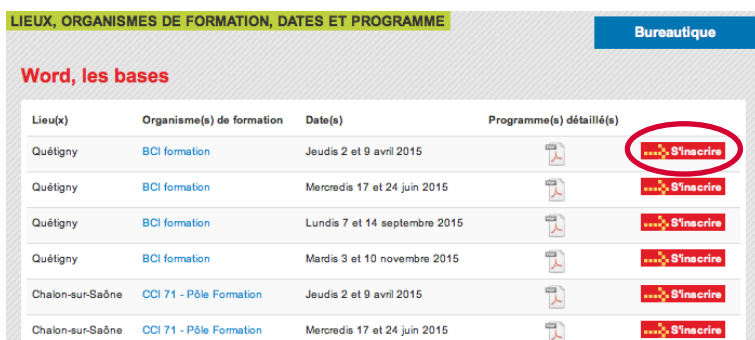 LIEUX, ORGANISMES DE FORMATION, DATES ET PROGRAMME
Bureautique
Word, les bases
Lieu(x) Organisme(s) de formation Date(s) Programme(s) détaillé(s)
Quétigny BCI formation Jeudis 2 et 9 avril 2015 S'inscrire
Quétigny BCI formation Mercredis 17 et 24 juin 2015 S'inscrire
Quétigny BCI formation Lundis 7 et 14 septembre 2015 S'inscrire
Quétigny BCI formation Mardis 3 et 10 novembre 2015 S'inscrire
Chalon-sur-Saône CCI 71 - Pôle Formation Jeudis 2 et 9 avril 2015 S'inscrire
Chalon-sur-Saône CCI 71 - Pôle Formation Mercredis 17 et 24 juin 2015 S'inscrire